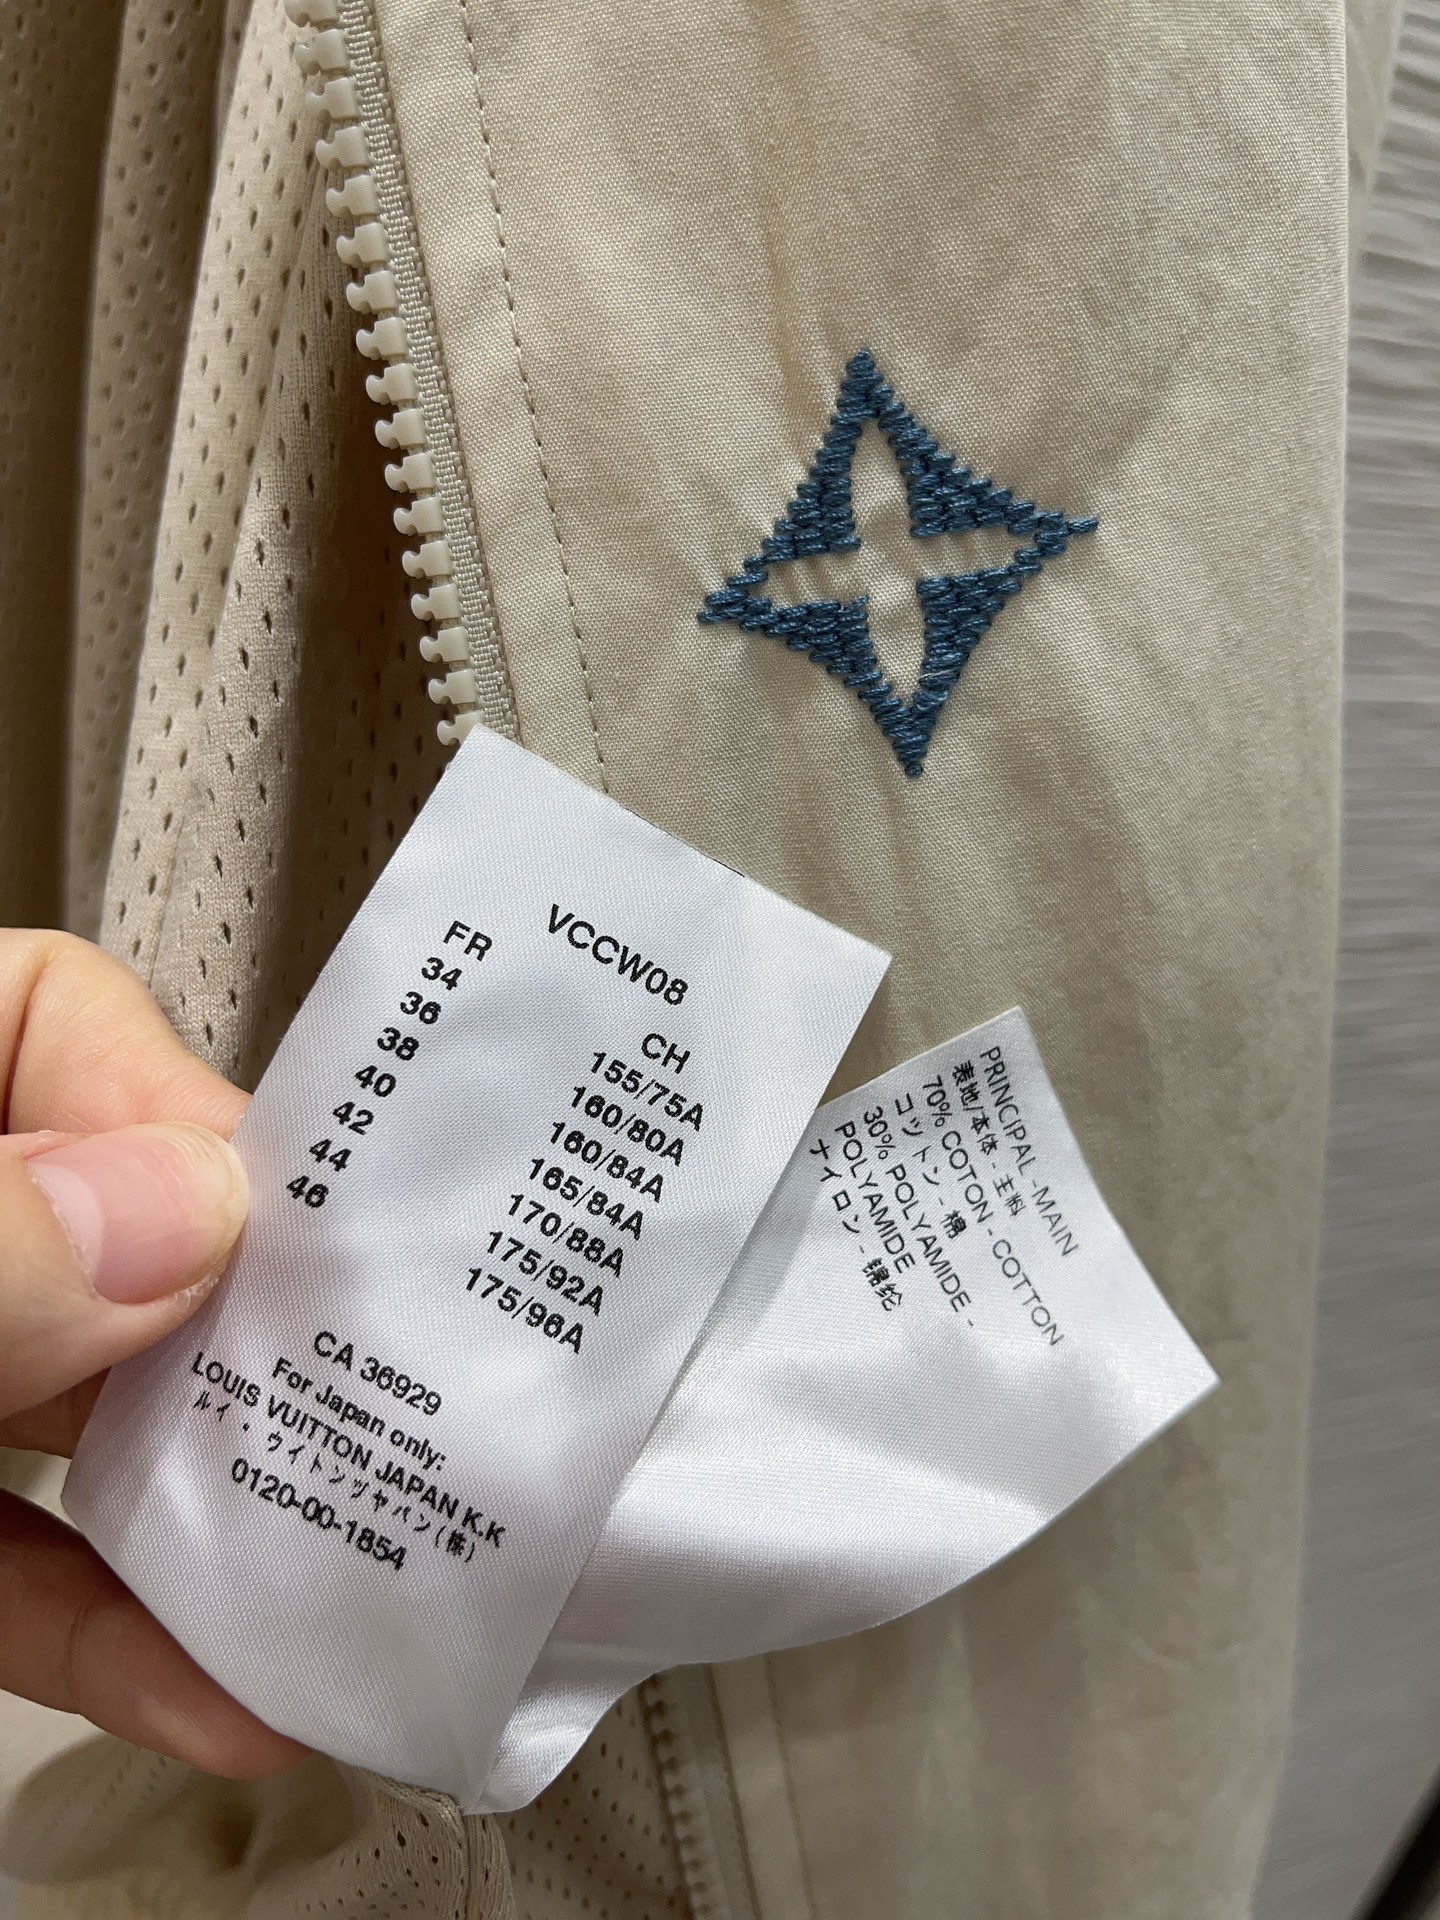 VCCW08
FR CH
34 155/75A
36 160/80A
38 160/84A
40 165/84A
42 170/88A
44 175/92A
46 175/96A
CA 36929
For Japan only:
LOUIS VUITTON JAPAN K.K
ルイ・ヴイトンツヤパン(株)
0120-00-1854
PRINCIPAL - MAIN
表地/本体 - 主料
70% COTON - COTTON
コットン - 棉
30% POLYAMIDE -
POLYAMIDE
ナイロン - 锦纶